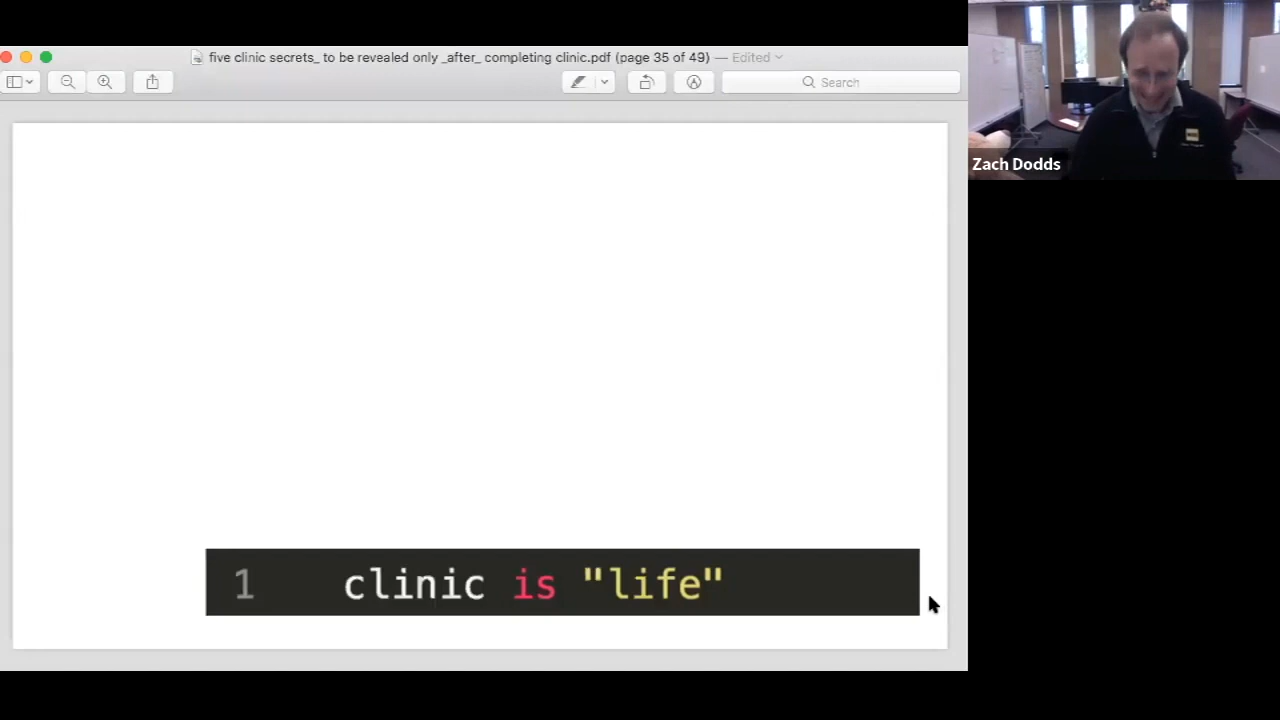 five clinic secrets_ to be revealed only _after_ completing clinic.pdf (page 35 of 49) — Edited
Search
Zach Dodds
1 clinic is "life"